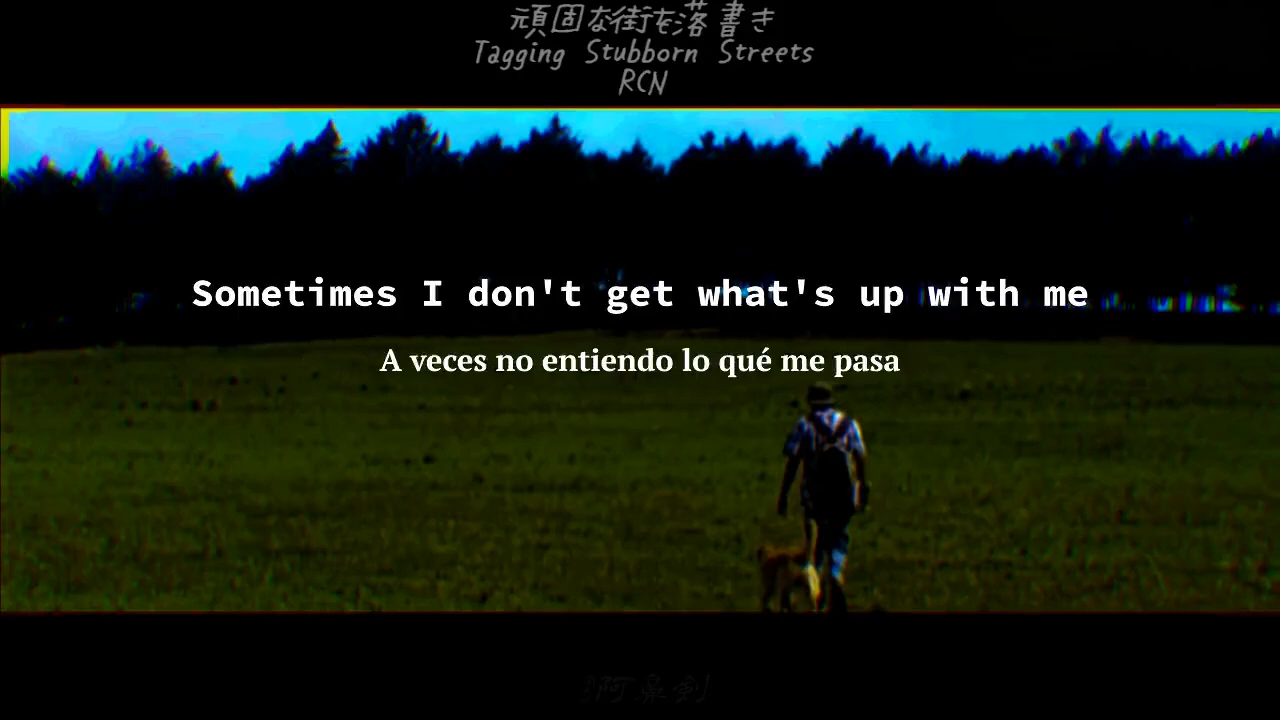 頑固な街を落書き
Tagging Stubborn Streets
RCN
Sometimes I don't get what's up with me
A veces no entiendo lo qué me pasa